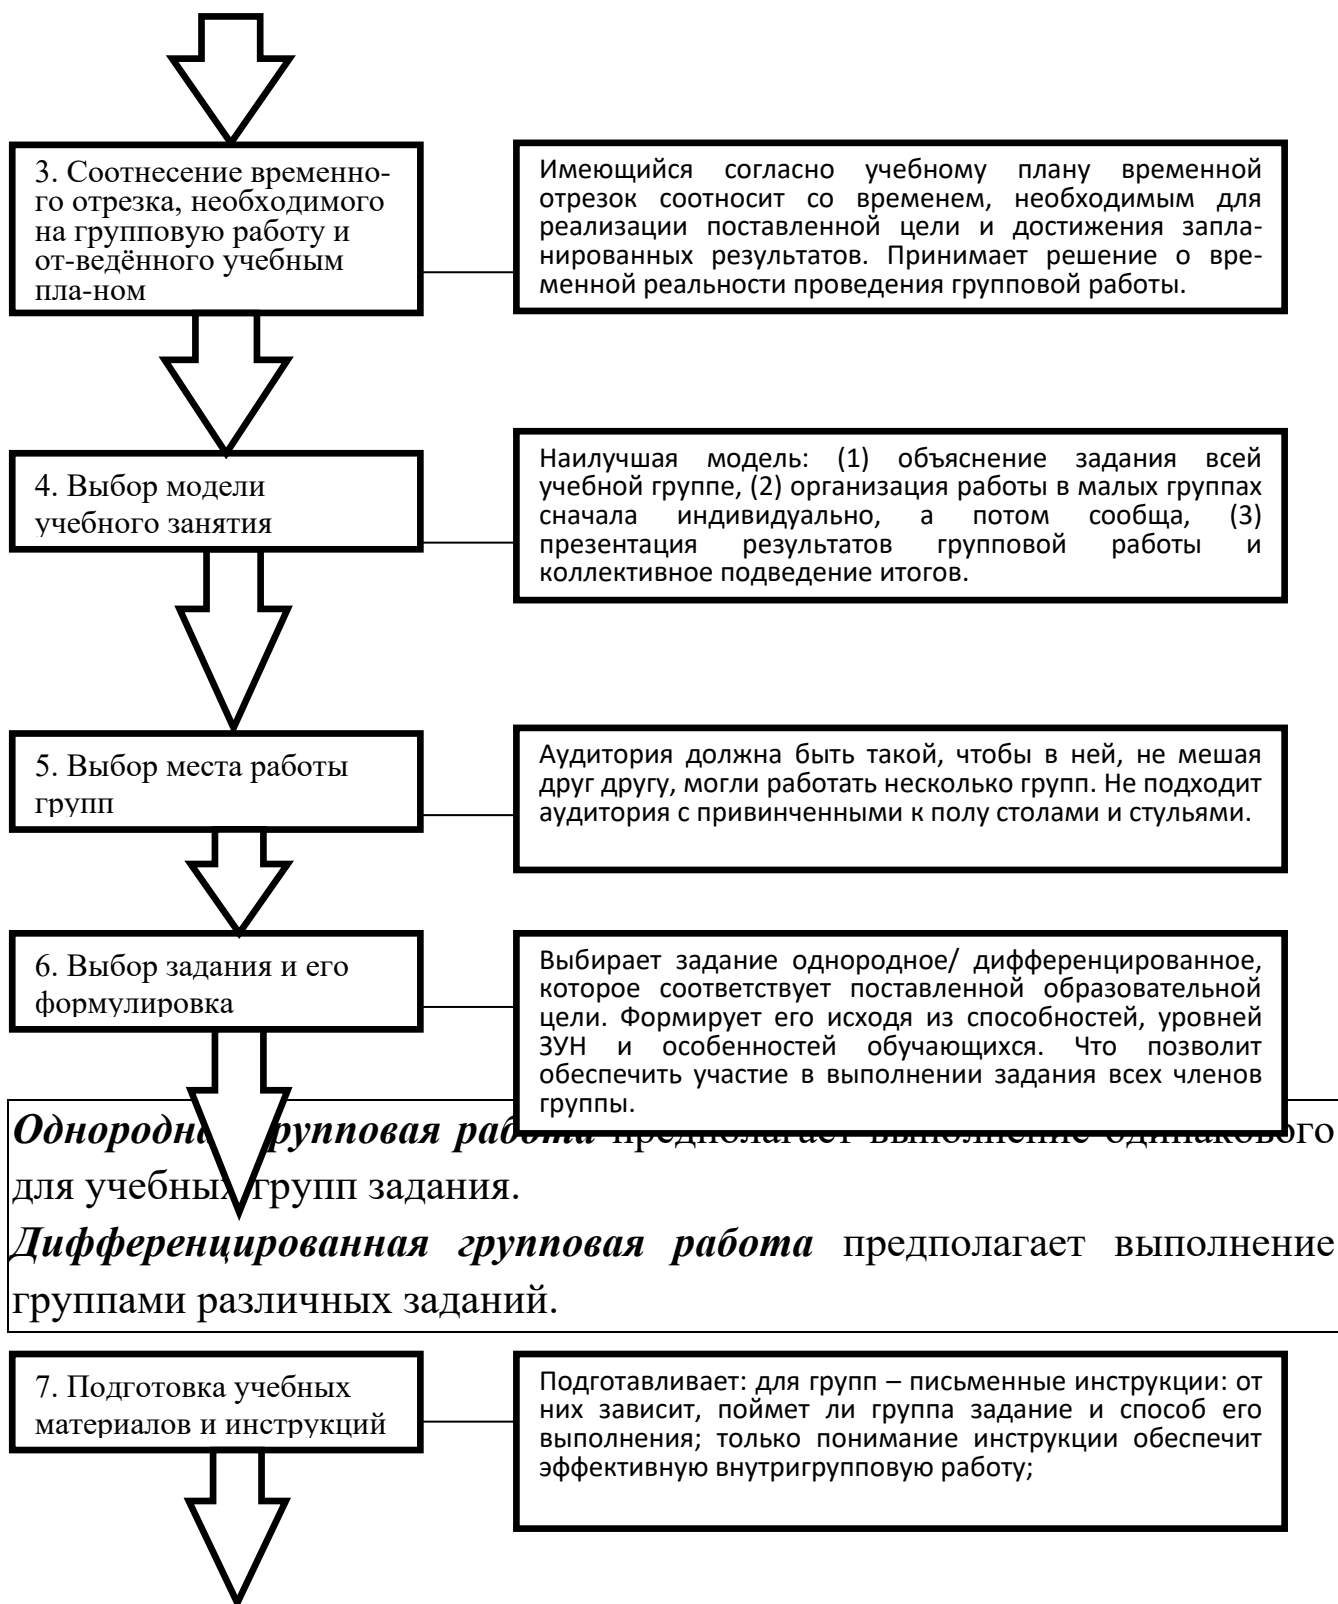 3. Соотнесение временно-
го отрезка, необходимого
на групповую работу и
от-ведённого учебным
пла-ном
Имеющийся согласно учебному плану временной
отрезок соотносит со временем, необходимым для
реализации поставленной цели и достижения запла-
нированных результатов. Принимает решение о вре-
менной реальности проведения групповой работы.
4. Выбор модели
учебного занятия
Наилучшая модель: (1) объяснение задания всей
учебной группе, (2) организация работы в малых группах
сначала индивидуально, а потом сообща, (3)
презентация результатов групповой работы и
коллективное подведение итогов.
5. Выбор места работы
групп
Аудитория должна быть такой, чтобы в ней, не мешая
друг другу, могли работать несколько групп. Не подходит
аудитория с привинченными к полу столами и стульями.
6. Выбор задания и его
формулировка
Выбирает задание однородное/ дифференцированное,
которое соответствует поставленной образовательной
цели. Формирует его исходя из способностей, уровней
ЗУН и особенностей обучающихся. Что позволит
обеспечить участие в выполнении задания всех членов
группы.
Однородная групповая работа предполагает выполнение одинакового
для учебных групп задания.
Дифференцированная групповая работа предполагает выполнение
группами различных заданий.
7. Подготовка учебных
материалов и инструкций
Подготавливает: для групп – письменные инструкции: от
них зависит, поймет ли группа задание и способ его
выполнения; только понимание инструкции обеспечит
эффективную внутригрупповую работу;